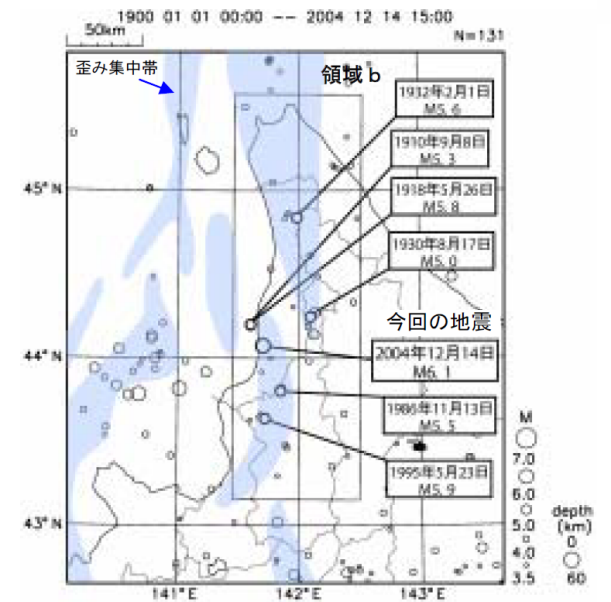 1900 01 01 00:00 -- 2004 12 14 15:00
50km
N=131
歪み集中帯
領域b
1932年2月1日
M5.6
1910年9月8日
M5.3
1918年5月26日
M5.8
1930年8月17日
M5.0
今回の地震
2004年12月14日
M6.1
1986年11月13日
M5.5
1995年5月23日
M5.9
45°N
44°N
43°N
141°E
142°E
143°E
M
7.0
6.0
5.0
4.0
3.5
depth
(km)
0
60